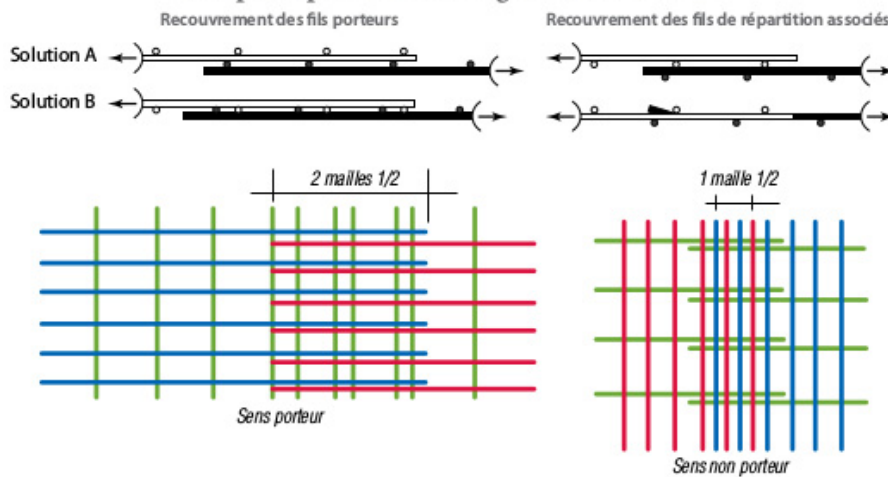 Recouvrement des fils porteurs
Recouvrement des fils de répartition associés
Solution A
Solution B
2 mailles 1/2
1 maille 1/2
Sens porteur
Sens non porteur